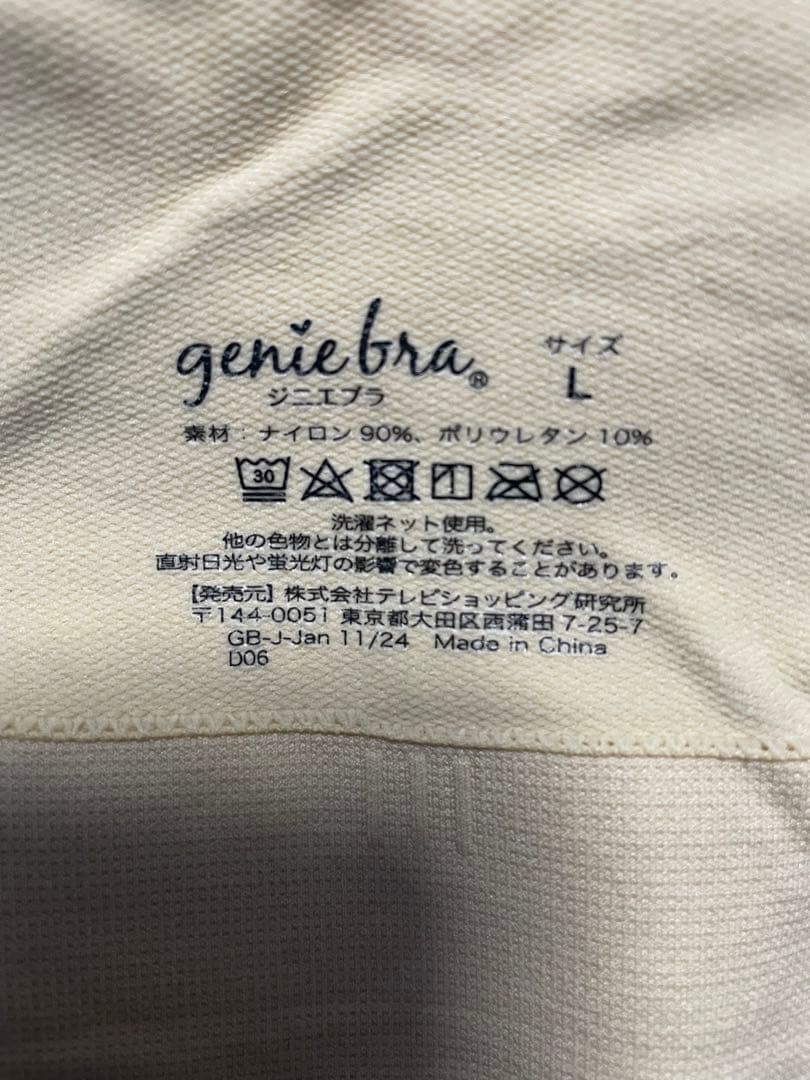 genie bra® サイズ
ジニエブラ L
素材：ナイロン 90%、ポリウレタン 10%
30
洗濯ネット使用。
他の色物とは分離して洗ってください。
直射日光や蛍光灯の影響で変色することがあります。
【発売元】株式会社テレビショッピング研究所
〒144-0051 東京都大田区西蒲田 7-25-7
GB-J-Jan 11/24 Made in China
D06